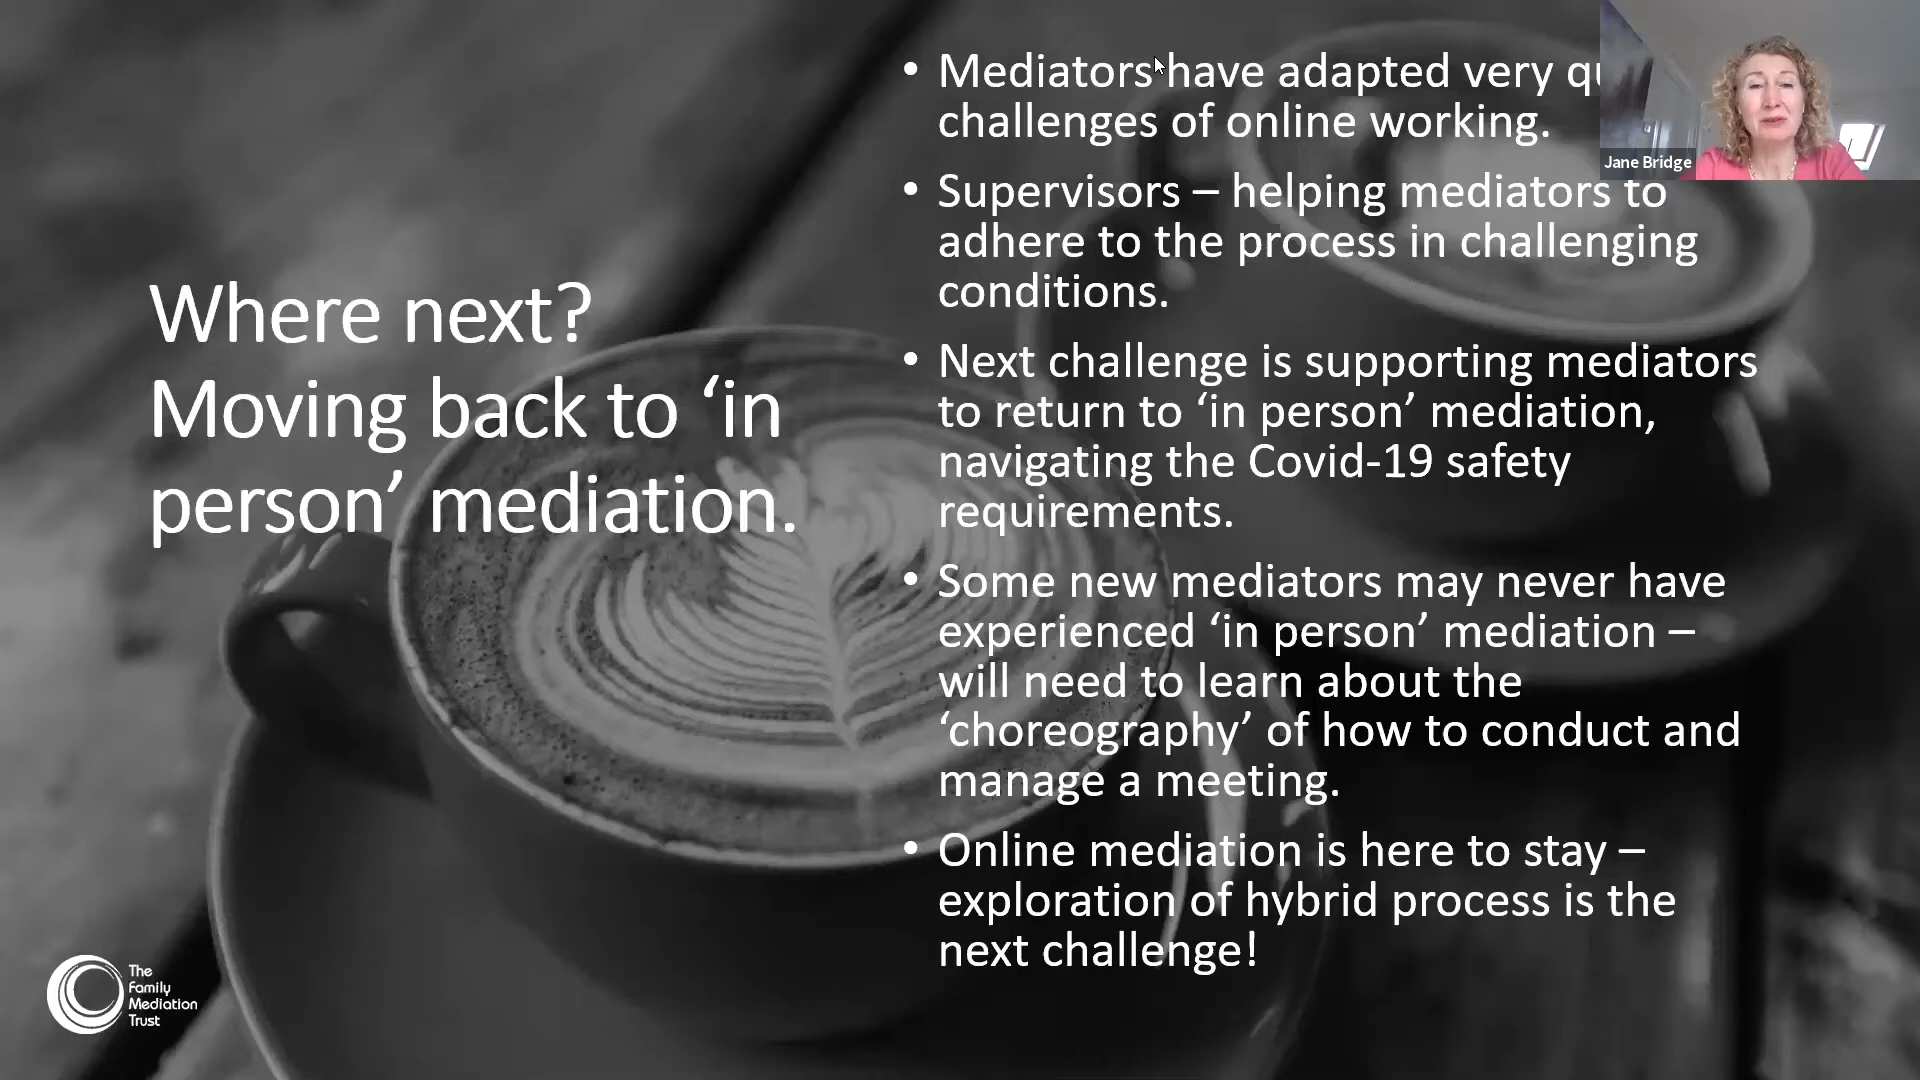 Where next?
Moving back to ‘in
person’ mediation.
• Mediators have adapted very
challenges of online working.
• Supervisors – helping mediators to
adhere to the process in challenging
conditions.
• Next challenge is supporting mediators
to return to ‘in person’ mediation,
navigating the Covid-19 safety
requirements.
• Some new mediators may never have
experienced ‘in person’ mediation –
will need to learn about the
‘choreography’ of how to conduct and
manage a meeting.
• Online mediation is here to stay –
exploration of hybrid process is the
next challenge!
Jane Bridge
The
Family
Mediation
Trust